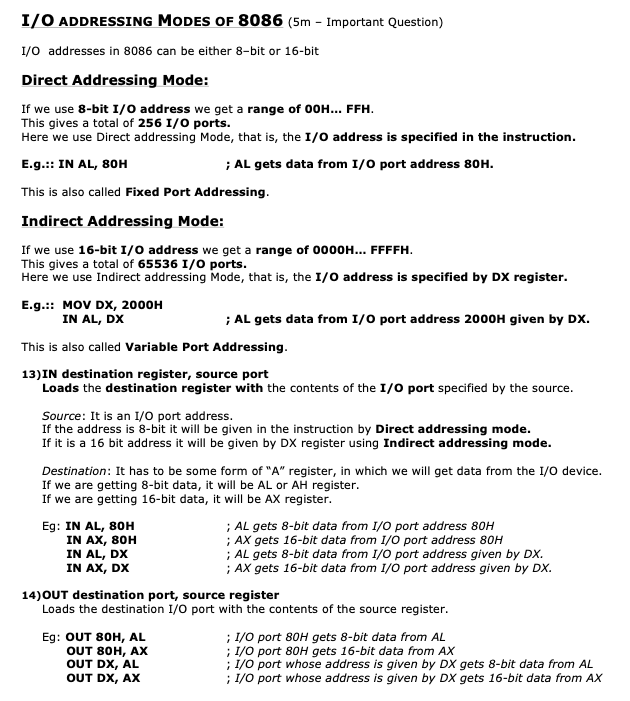 I/O ADDRESSING MODES OF 8086 (5m – Important Question)
I/O addresses in 8086 can be either 8–bit or 16-bit
Direct Addressing Mode:
If we use 8-bit I/O address we get a range of 00H... FFH.
This gives a total of 256 I/O ports.
Here we use Direct addressing Mode, that is, the I/O address is specified in the instruction.
E.g.:: IN AL, 80H ; AL gets data from I/O port address 80H.
This is also called Fixed Port Addressing.
Indirect Addressing Mode:
If we use 16-bit I/O address we get a range of 0000H... FFFFH.
This gives a total of 65536 I/O ports.
Here we use Indirect addressing Mode, that is, the I/O address is specified by DX register.
E.g.:: MOV DX, 2000H
IN AL, DX ; AL gets data from I/O port address 2000H given by DX.
This is also called Variable Port Addressing.
13)IN destination register, source port
Loads the destination register with the contents of the I/O port specified by the source.
Source: It is an I/O port address.
If the address is 8-bit it will be given in the instruction by Direct addressing mode.
If it is a 16 bit address it will be given by DX register using Indirect addressing mode.
Destination: It has to be some form of “A” register, in which we will get data from the I/O device.
If we are getting 8-bit data, it will be AL or AH register.
If we are getting 16-bit data, it will be AX register.
Eg: IN AL, 80H ; AL gets 8-bit data from I/O port address 80H
IN AX, 80H ; AX gets 16-bit data from I/O port address 80H
IN AL, DX ; AL gets 8-bit data from I/O port address given by DX.
IN AX, DX ; AX gets 16-bit data from I/O port address given by DX.
14)OUT destination port, source register
Loads the destination I/O port with the contents of the source register.
Eg: OUT 80H, AL ; I/O port 80H gets 8-bit data from AL
OUT 80H, AX ; I/O port 80H gets 16-bit data from AX
OUT DX, AL ; I/O port whose address is given by DX gets 8-bit data from AL
OUT DX, AX ; I/O port whose address is given by DX gets 16-bit data from AX